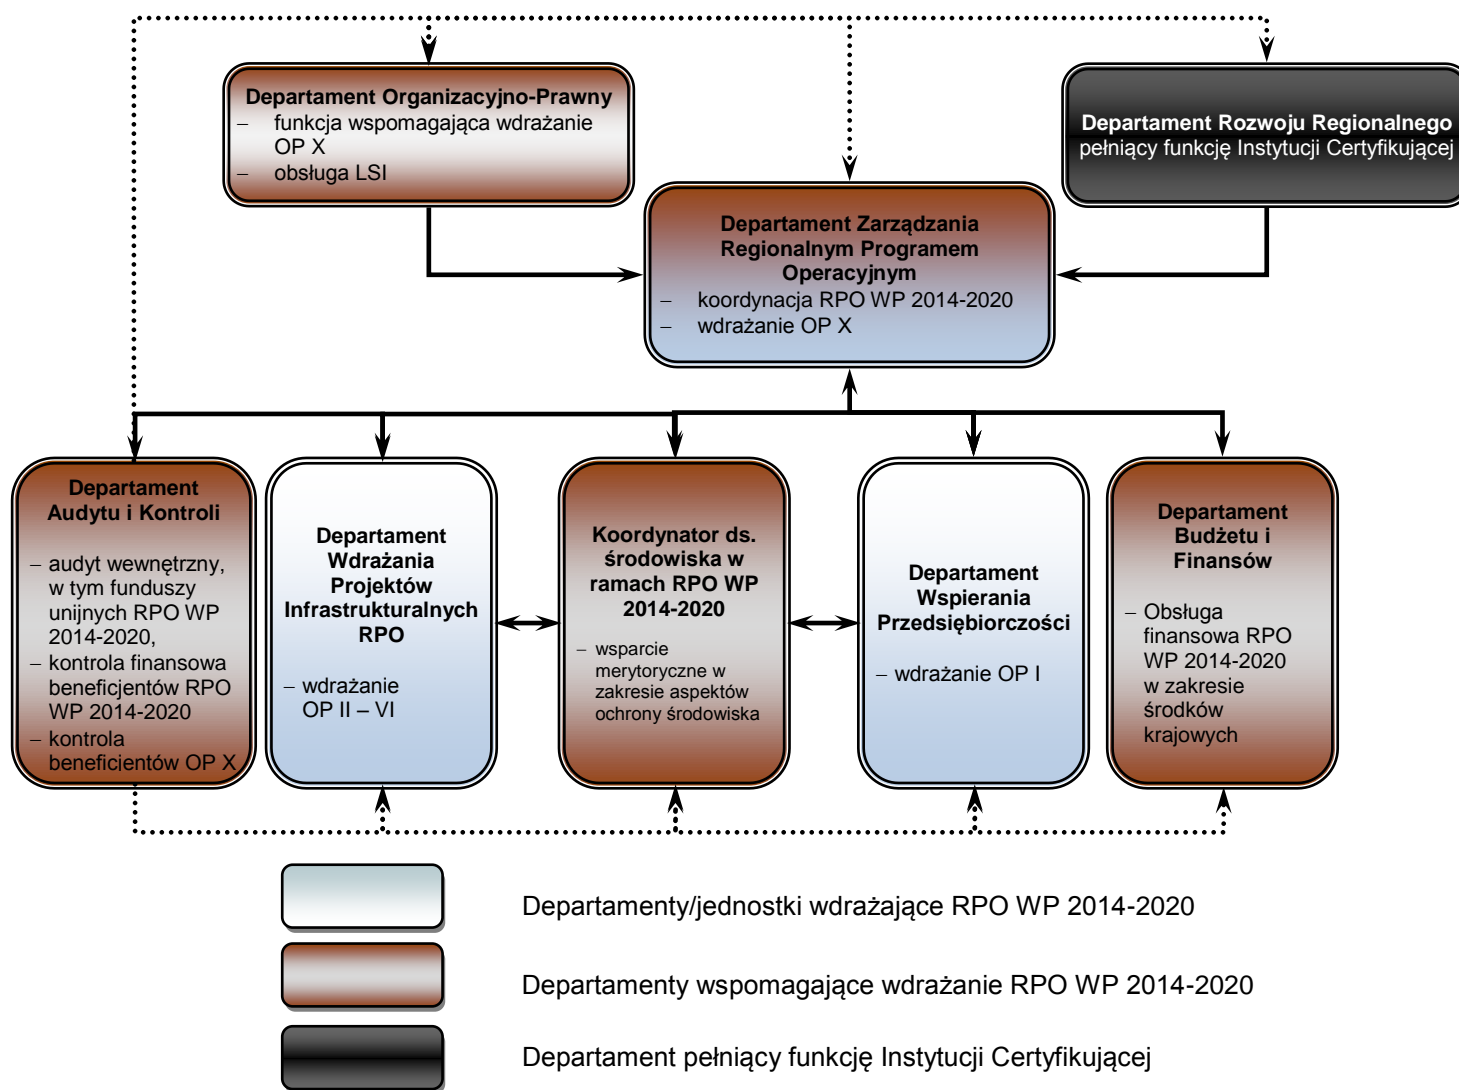 Departament Organizacyjno-Prawny
– funkcja wspomagająca wdrażanie
OP X
– obsługa LSI
Departament Rozwoju Regionalnego
pełniący funkcję Instytucji Certyfikującej
Departament Zarządzania
Regionalnym Programem
Operacyjnym
– koordynacja RPO WP 2014-2020
– wdrażanie OP X
Departament
Audytu i Kontroli
– audyt wewnętrzny,
w tym funduszy
unijnych RPO WP
2014-2020,
– kontrola finansowa
beneficjentów RPO
WP 2014-2020
– kontrola
beneficientów OP X
Departament
Wdrażania
Projektów
Infrastrukturalnych
RPO
– wdrażanie
OP II – VI
Koordynator ds.
środowiska w
ramach RPO WP
2014-2020
– wsparcie
merytoryczne w
zakresie aspektów
ochrony środowiska
Departament
Wspierania
Przedsiębiorczości
– wdrażanie OP I
Departament
Budżetu i
Finansów
– Obsługa
finansowa RPO
WP 2014-2020
w zakresie
środków
krajowych
Departamenty/jednostki wdrażające RPO WP 2014-2020
Departamenty wspomagające wdrażanie RPO WP 2014-2020
Departament pełniący funkcję Instytucji Certyfikującej